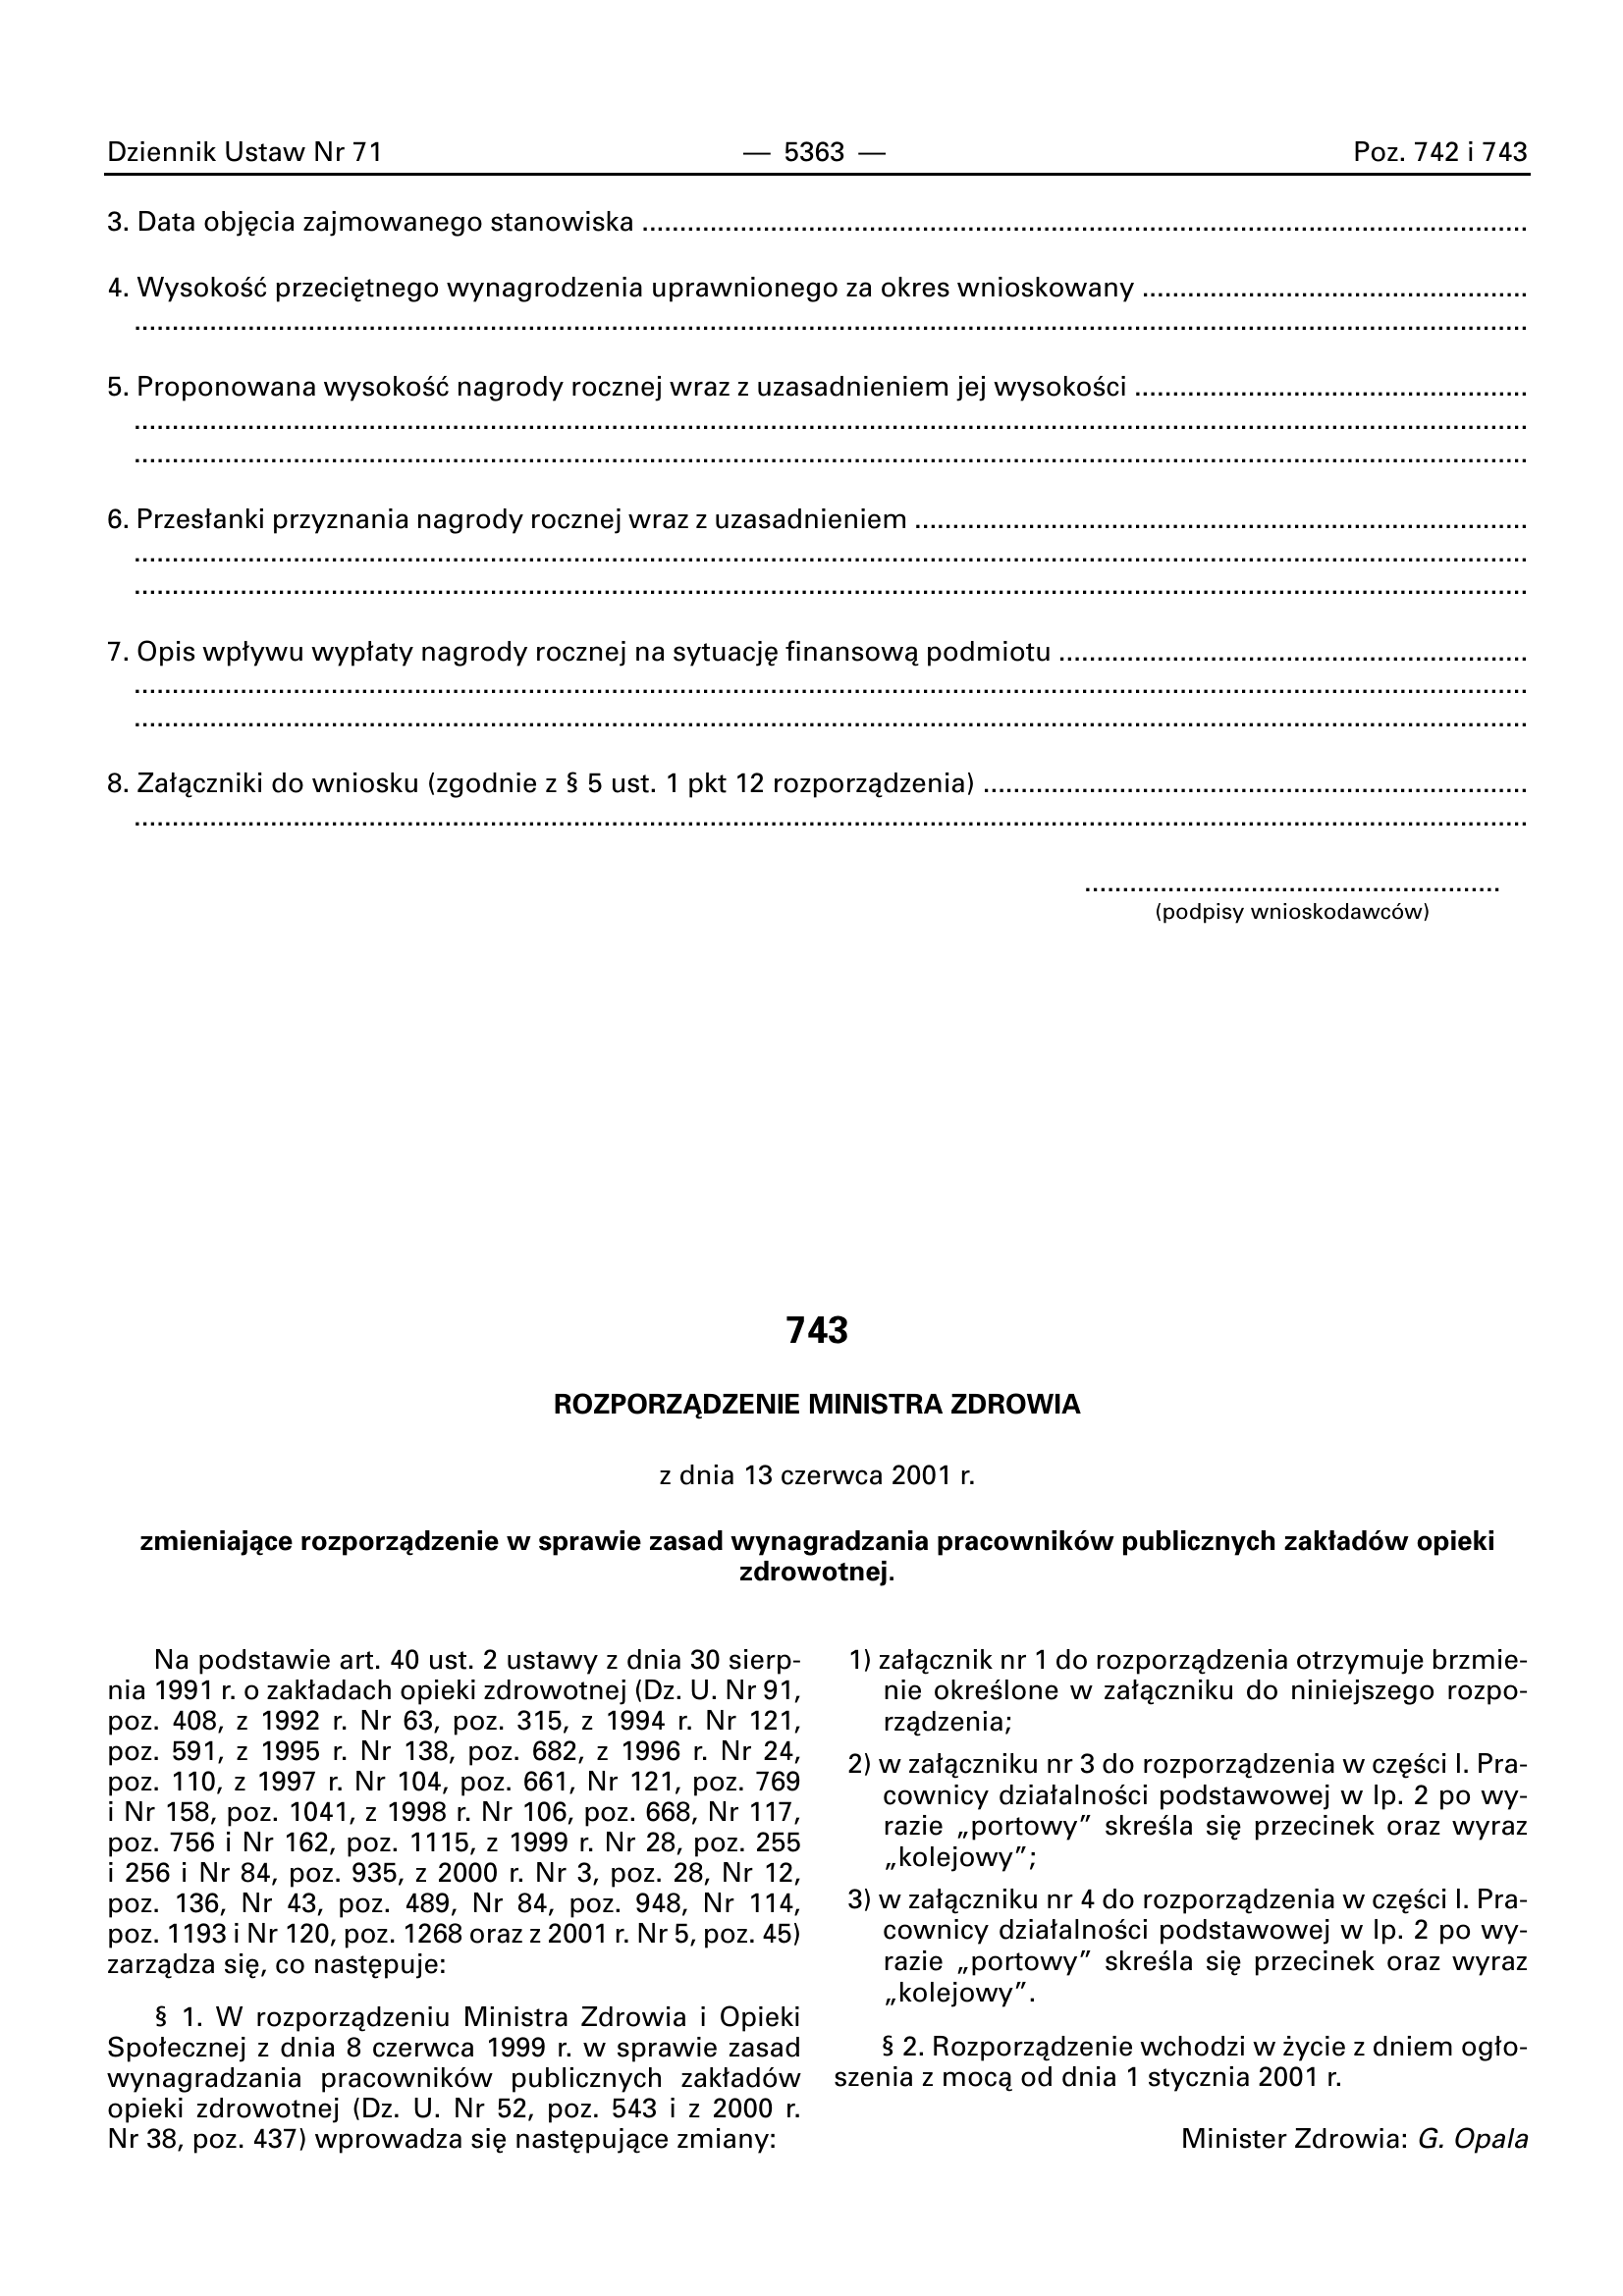 Dziennik Ustaw Nr 71 — 5363 — Poz. 742 i 743
3. Data objęcia zajmowanego stanowiska ..........
4. Wysokość przeciętnego wynagrodzenia uprawnionego za okres wnioskowany ..........
..........
5. Proponowana wysokość nagrody rocznej wraz z uzasadnieniem jej wysokości ..........
..........
..........
6. Przesłanki przyznania nagrody rocznej wraz z uzasadnieniem ..........
..........
..........
7. Opis wpływu wypłaty nagrody rocznej na sytuację finansową podmiotu ..........
..........
..........
8. Załączniki do wniosku (zgodnie z § 5 ust. 1 pkt 12 rozporządzenia) ..........
..........
..........
(podpisy wnioskodawców)
743
ROZPORZĄDZENIE MINISTRA ZDROWIA
z dnia 13 czerwca 2001 r.
zmieniające rozporządzenie w sprawie zasad wynagradzania pracowników publicznych zakładów opieki
zdrowotnej.
Na podstawie art. 40 ust. 2 ustawy z dnia 30 sierp-
nia 1991 r. o zakładach opieki zdrowotnej (Dz. U. Nr 91,
poz. 408, z 1992 r. Nr 63, poz. 315, z 1994 r. Nr 121,
poz. 591, z 1995 r. Nr 138, poz. 682, z 1996 r. Nr 24,
poz. 110, z 1997 r. Nr 104, poz. 661, Nr 121, poz. 769
i Nr 158, poz. 1041, z 1998 r. Nr 106, poz. 668, Nr 117,
poz. 756 i Nr 162, poz. 1115, z 1999 r. Nr 28, poz. 255
i 256 i Nr 84, poz. 935, z 2000 r. Nr 3, poz. 28, Nr 12,
poz. 136, Nr 43, poz. 489, Nr 84, poz. 948, Nr 114,
poz. 1193 i Nr 120, poz. 1268 oraz z 2001 r. Nr 5, poz. 45)
zarządza się, co następuje:
§ 1. W rozporządzeniu Ministra Zdrowia i Opieki
Społecznej z dnia 8 czerwca 1999 r. w sprawie zasad
wynagradzania pracowników publicznych zakładów
opieki zdrowotnej (Dz. U. Nr 52, poz. 543 i z 2000 r.
Nr 38, poz. 437) wprowadza się następujące zmiany:
1) załącznik nr 1 do rozporządzenia otrzymuje brzmie-
nie określone w załączniku do niniejszego rozpo-
rządzenia;
2) w załączniku nr 3 do rozporządzenia w części I. Pra-
cownicy działalności podstawowej w lp. 2 po wy-
razie „portowy” skreśla się przecinek oraz wyraz
„kolejowy”;
3) w załączniku nr 4 do rozporządzenia w części I. Pra-
cownicy działalności podstawowej w lp. 2 po wy-
razie „portowy” skreśla się przecinek oraz wyraz
„kolejowy”.
§ 2. Rozporządzenie wchodzi w życie z dniem ogło-
szenia z mocą od dnia 1 stycznia 2001 r.
Minister Zdrowia: G. Opala